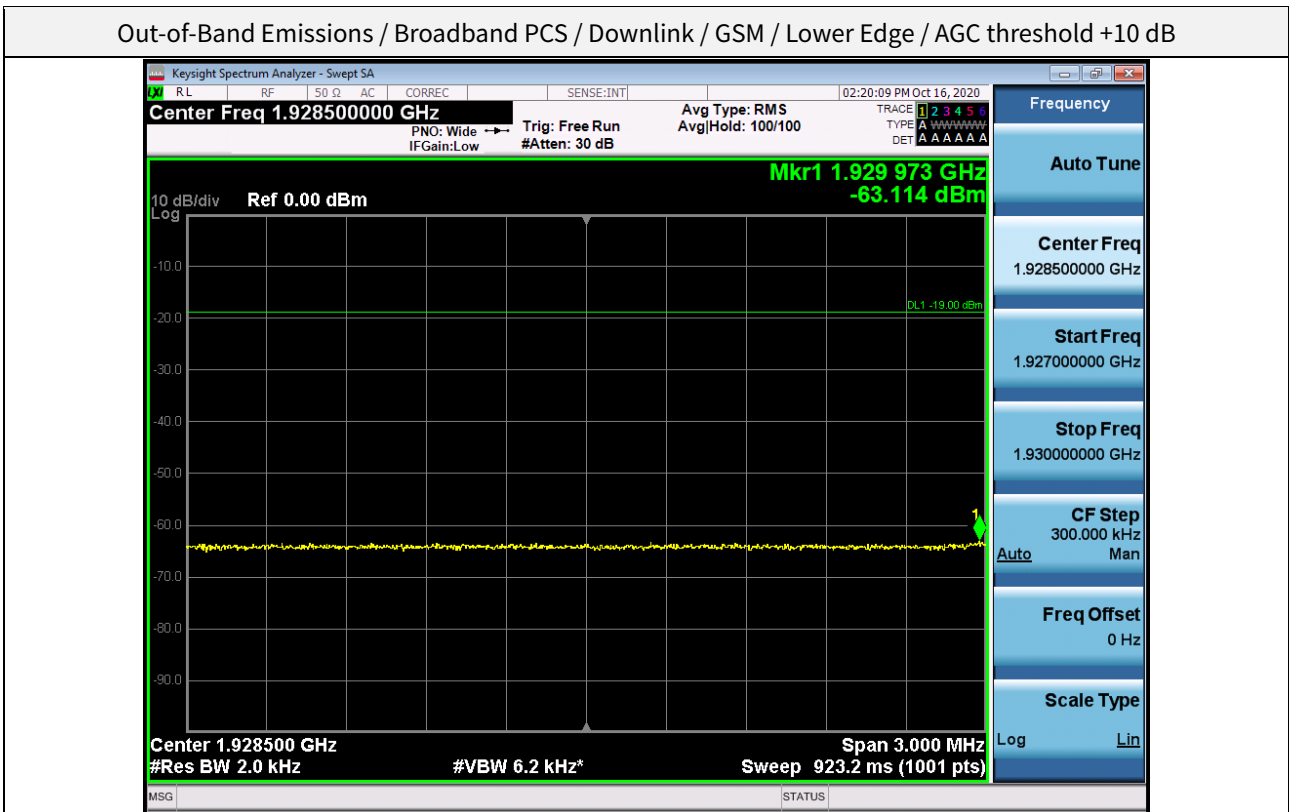 Out-of-Band Emissions / Broadband PCS / Downlink / GSM / Lower Edge / AGC threshold +10 dB
Keysight Spectrum Analyzer - Swept SA
LXI RL RF 50 Ω AC CORREC SENSE:INT 02:20:09 PM Oct 16, 2020
Center Freq 1.928500000 GHz
PNO: Wide
IFGain:Low
Trig: Free Run
#Atten: 30 dB
Avg Type: RMS
Avg|Hold: 100/100
TRACE 1 2 3 4 5 6
TYPE A WWWWW
DET A A A A A A
Mkr1 1.929 973 GHz
-63.114 dBm
10 dB/div Ref 0.00 dBm
Log
-10.0
DL1 -19.00 dBm
-20.0
-30.0
-40.0
-50.0
-60.0
1
-70.0
-80.0
-90.0
Center 1.928500 GHz Span 3.000 MHz
#Res BW 2.0 kHz #VBW 6.2 kHz* Sweep 923.2 ms (1001 pts)
MSG STATUS
Frequency
Auto Tune
Center Freq
1.928500000 GHz
Start Freq
1.927000000 GHz
Stop Freq
1.930000000 GHz
CF Step
300.000 kHz
Auto Man
Freq Offset
0 Hz
Scale Type
Log Lin